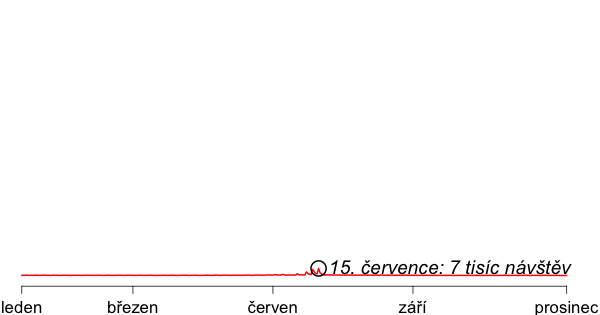 15. července: 7 tisíc návštěv
leden březen červen září prosinec